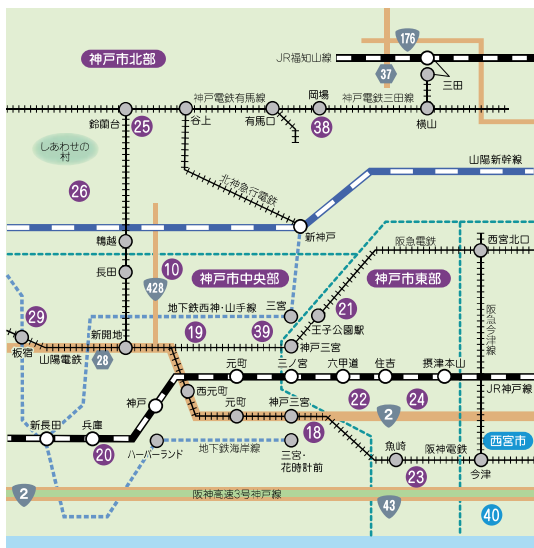 176
神戸市北部
JR福知山線
37
三田
神戸電鉄有馬線
岡場
神戸電鉄三田線
鈴蘭台
25
谷上
有馬口
38
横山
しあわせの
村
山陽新幹線
26
北神急行電鉄
新神戸
鵯越
阪急電鉄
西宮北口
長田
10
神戸市中央部
神戸市東部
428
地下鉄西神・山手線
三宮
21
29
19
39
王子公園駅
阪急今津線
新開地
板宿
山陽電鉄
28
神戸三宮
元町
三ノ宮
六甲道
住吉
摂津本山
JR神戸線
西元町
22
24
神戸
元町
神戸三宮
2
新長田
兵庫
18
西宮市
20
ハーバーランド
地下鉄海岸線
三宮・
花時計前
魚崎
阪神電鉄
今津
23
2
阪神高速3号神戸線
43
40